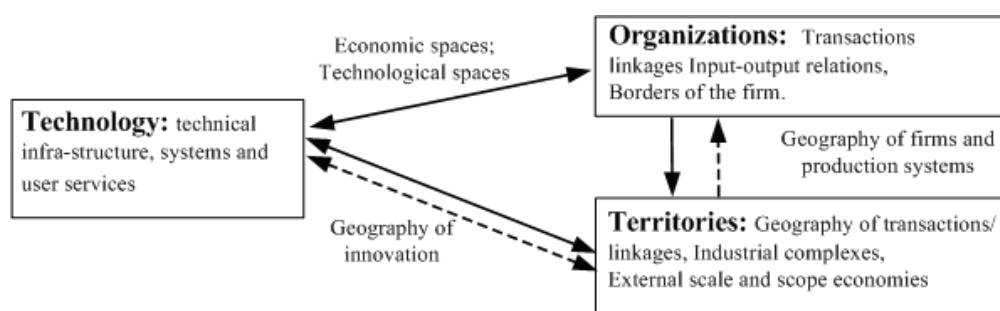 Economic spaces;
Technological spaces
Organizations: Transactions
linkages Input-output relations,
Borders of the firm.
Technology: technical
infra-structure, systems and
user services
Geography of firms and
production systems
Geography of
innovation
Territories: Geography of transactions/
linkages, Industrial complexes,
External scale and scope economies